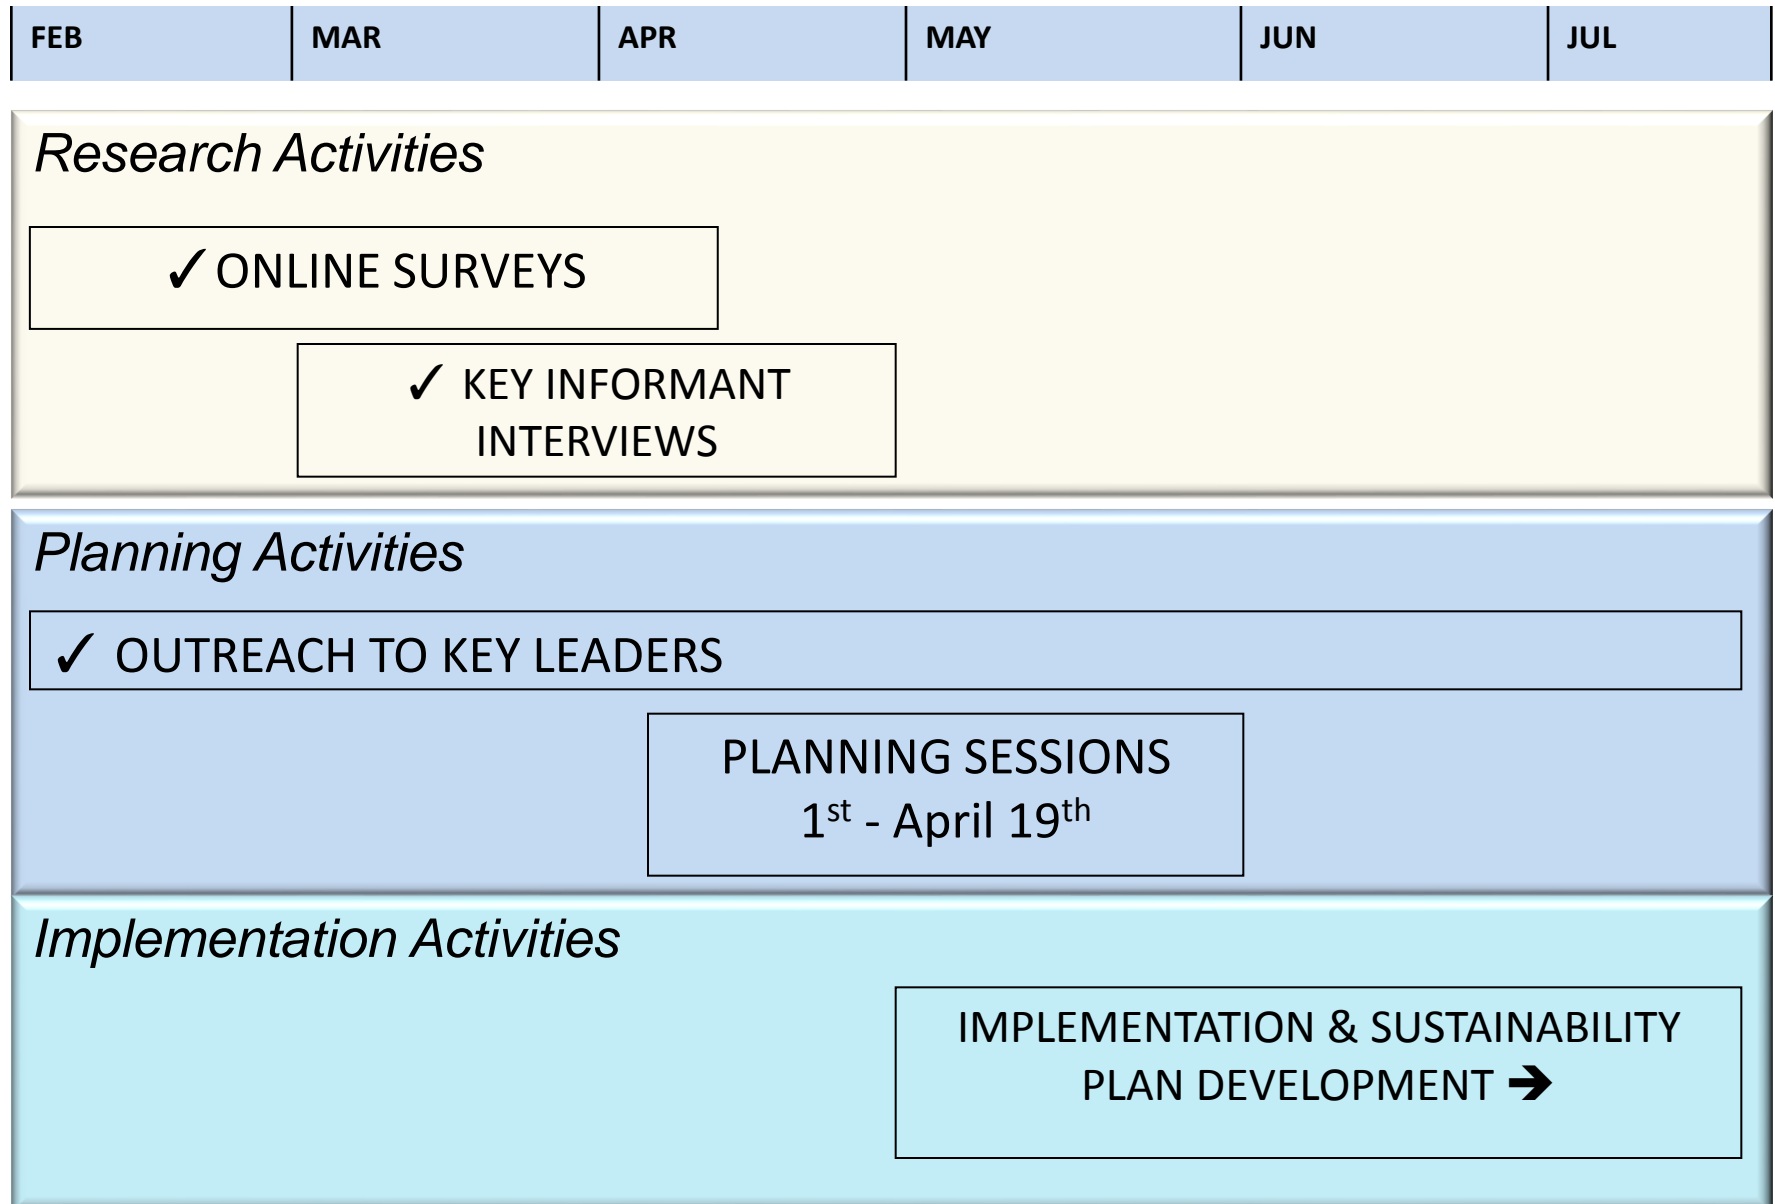 FEB MAR APR MAY JUN JUL
Research Activities
✓ONLINE SURVEYS
✓ KEY INFORMANT
INTERVIEWS
Planning Activities
✓ OUTREACH TO KEY LEADERS
PLANNING SESSIONS
1st - April 19th
Implementation Activities
IMPLEMENTATION & SUSTAINABILITY
PLAN DEVELOPMENT ➔